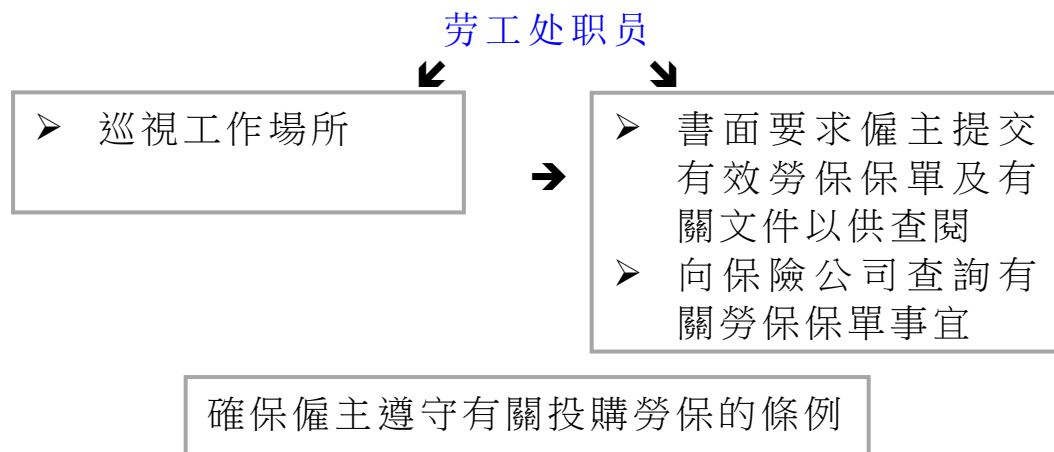 劳工处职员
➢ 巡視工作場所
➢ 書面要求僱主提交
有效勞保保單及有
關文件以供查閱
➢ 向保險公司查詢有
關勞保保單事宜
確保僱主遵守有關投購勞保的條例